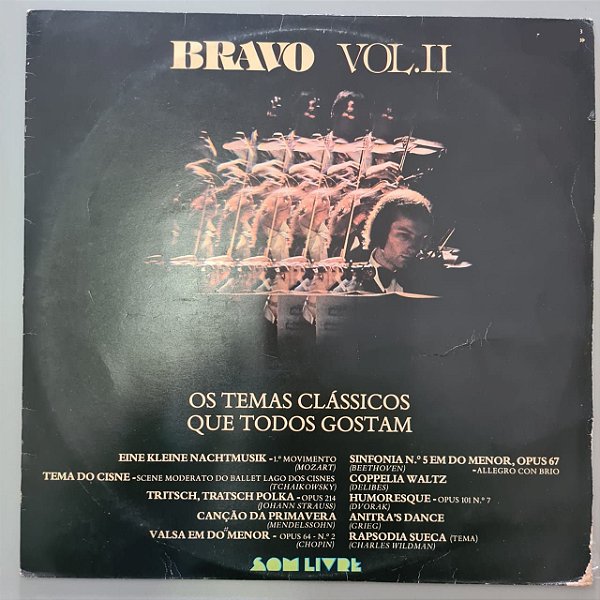 BRAVO VOL.II
OS TEMAS CLÁSSICOS
QUE TODOS GOSTAM
EINE KLEINE NACHTMUSIK - 1.º MOVIMENTO
(MOZART)
TEMA DO CISNE - SCENE MODERATO DO BALLET LAGO DOS CISNES
(TCHAIKOWSKY)
TRITSCH, TRATSCH POLKA - OPUS 214
(JOHANN STRAUSS)
CANÇÃO DA PRIMAVERA
(MENDELSSOHN)
VALSA EM DO MENOR - OPUS 64 - N.º 2
(CHOPIN)
SINFONIA N.º 5 EM DO MENOR, OPUS 67
(BEETHOVEN) - ALLEGRO CON BRIO
COPPELIA WALTZ
(DELIBES)
HUMORESQUE - OPUS 101 N.º 7
(DVORAK)
ANITRA'S DANCE
(GRIEG)
RAPSODIA SUECA (TEMA)
(CHARLES WILDMAN)
SOM LIVRE